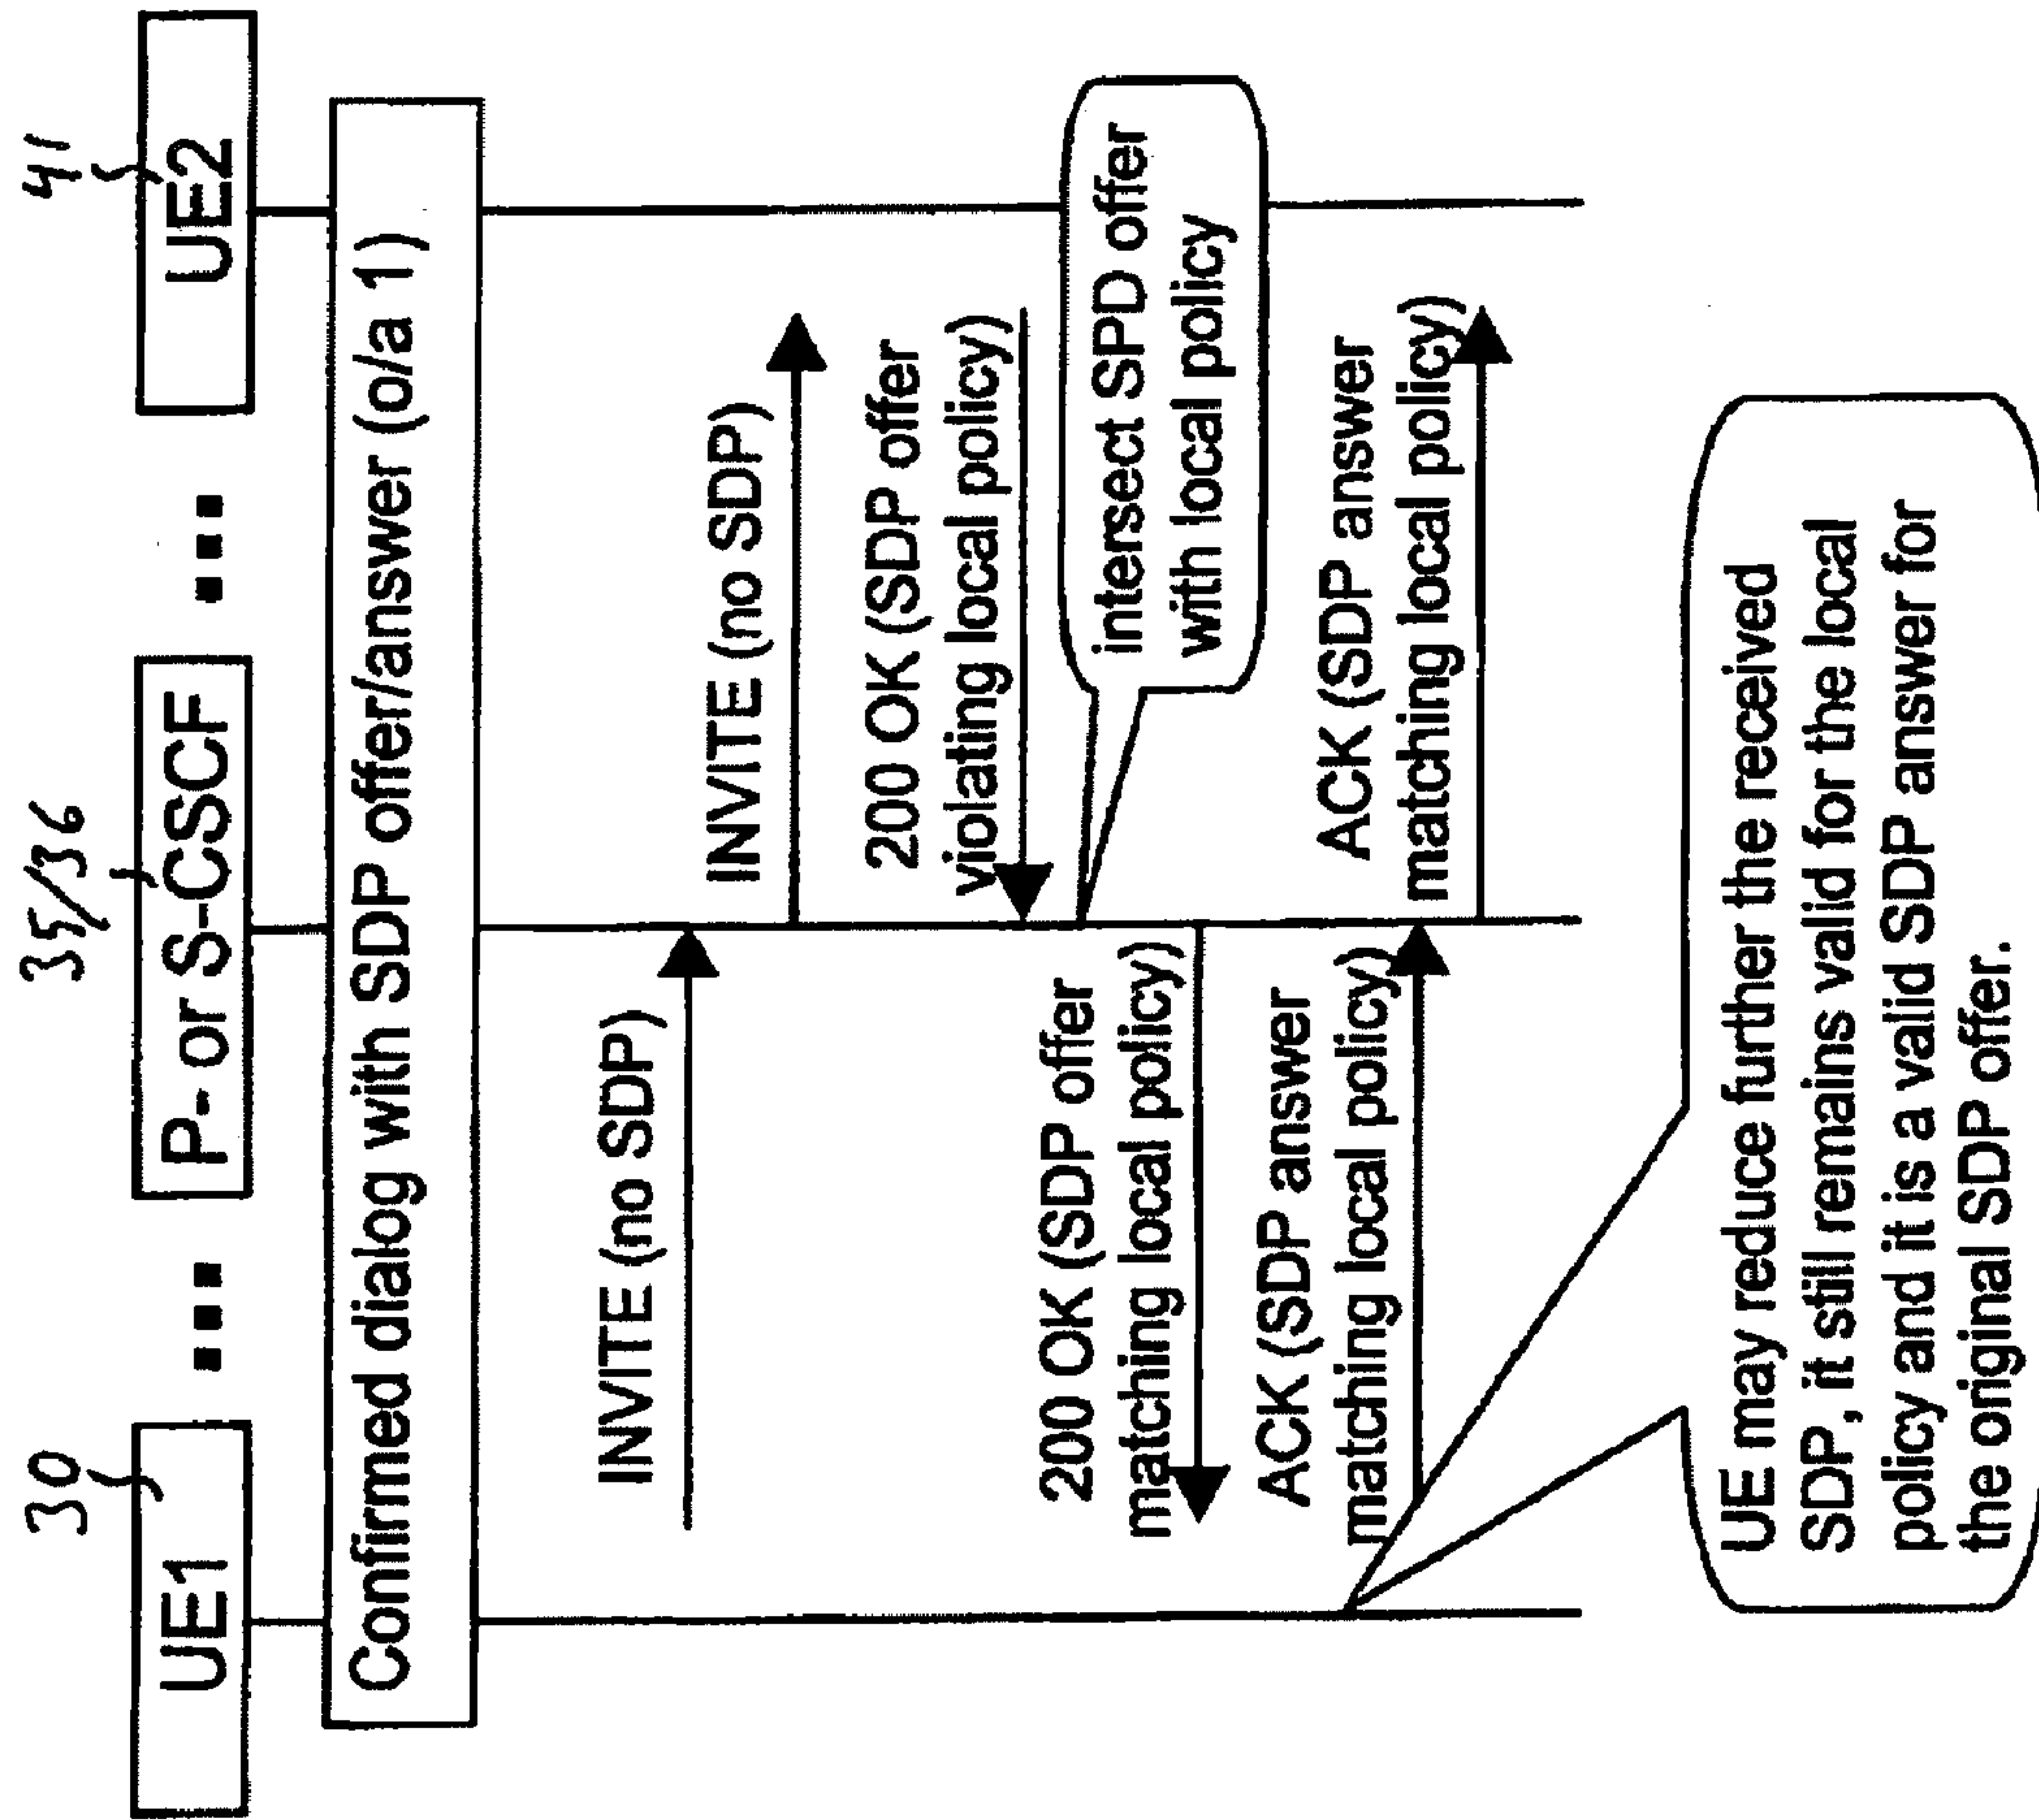 30
35/36
41
UE1
...
P- or S-CSCF
...
UE2
Confirmed dialog with SDP offer/answer (o/a 1)
INVITE (no SDP)
INVITE (no SDP)
200 OK (SDP offer
violating local policy)
intersect SPD offer
with local policy
200 OK (SDP offer
matching local policy)
ACK (SDP answer
matching local policy)
ACK (SDP answer
matching local policy)
UE may reduce further the received
SDP, it still remains valid for the local
policy and it is a valid SDP answer for
the original SDP offer.